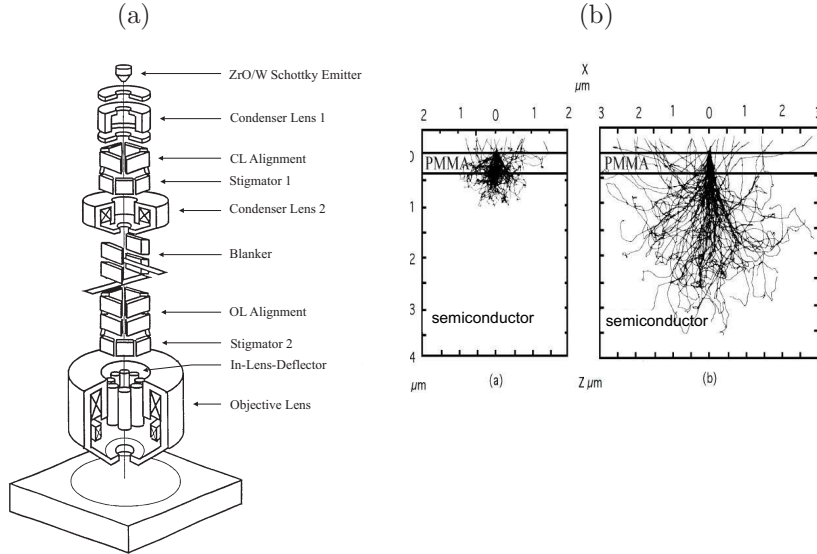 (a)
ZrO/W Schottky Emitter
Condenser Lens 1
CL Alignment
Stigmator 1
Condenser Lens 2
Blanker
OL Alignment
Stigmator 2
In-Lens-Deflector
Objective Lens
(b)
X
µm
2 1 0 1 2
3 2 1 0 1 2 3
0
1
2
3
4
PMMA
PMMA
semiconductor
semiconductor
µm
(a)
Z µm
(b)